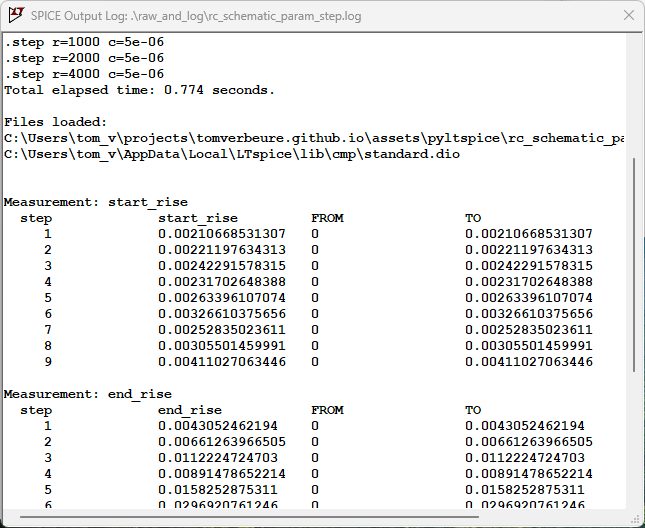 SPICE Output Log: .\raw_and_log\rc_schematic_param_step.log
.step r=1000 c=5e-06
.step r=2000 c=5e-06
.step r=4000 c=5e-06
Total elapsed time: 0.774 seconds.
Files loaded:
C:\Users\tom_v\projects\tomverbeure.github.io\assets\pyltspice\rc_schematic_pa
C:\Users\tom_v\AppData\Local\LTspice\lib\cmp\standard.dio
Measurement: start_rise
step start_rise FROM TO
1 0.00210668531307 0 0.00210668531307
2 0.00221197634313 0 0.00221197634313
3 0.00242291578315 0 0.00242291578315
4 0.00231702648388 0 0.00231702648388
5 0.00263396107074 0 0.00263396107074
6 0.00326610375656 0 0.00326610375656
7 0.00252835023611 0 0.00252835023611
8 0.00305501459991 0 0.00305501459991
9 0.00411027063446 0 0.00411027063446
Measurement: end_rise
step end_rise FROM TO
1 0.0043052462194 0 0.0043052462194
2 0.00661263966505 0 0.00661263966505
3 0.0112224724703 0 0.0112224724703
4 0.00891478652214 0 0.00891478652214
5 0.0158252875311 0 0.0158252875311
6 0.0296920761246 0 0.0296920761246